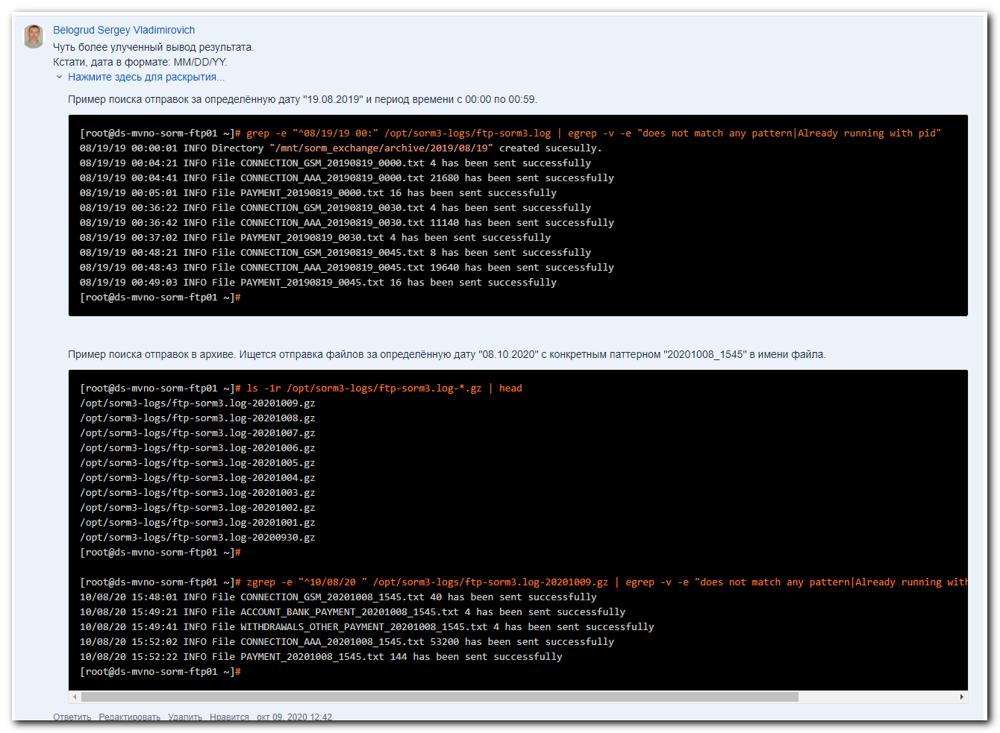 Belogrud Sergey Vladimirovich
Чуть более улученный вывод результата.
Кстати, дата в формате: MM/DD/YY.
Нажмите здесь для раскрытия...
Пример поиска отправок за определённую дату "19.08.2019" и период времени с 00:00 по 00:59.
[root@ds-mvno-sorm-ftp01 ~]# grep -e "^08/19/19 00:" /opt/sorm3-logs/ftp-sorm3.log | egrep -v -e "does not match any pattern|Already running with pid"
08/19/19 00:00:01 INFO Directory "/mnt/sorm_exchange/archive/2019/08/19" created sucesully.
08/19/19 00:04:21 INFO File CONNECTION_GSM_20190819_0000.txt 4 has been sent successfully
08/19/19 00:04:41 INFO File CONNECTION_AAA_20190819_0000.txt 21680 has been sent successfully
08/19/19 00:05:01 INFO File PAYMENT_20190819_0000.txt 16 has been sent successfully
08/19/19 00:36:22 INFO File CONNECTION_GSM_20190819_0030.txt 4 has been sent successfully
08/19/19 00:36:42 INFO File CONNECTION_AAA_20190819_0030.txt 11140 has been sent successfully
08/19/19 00:37:02 INFO File PAYMENT_20190819_0030.txt 4 has been sent successfully
08/19/19 00:48:21 INFO File CONNECTION_GSM_20190819_0045.txt 8 has been sent successfully
08/19/19 00:48:43 INFO File CONNECTION_AAA_20190819_0045.txt 19640 has been sent successfully
08/19/19 00:49:03 INFO File PAYMENT_20190819_0045.txt 16 has been sent successfully
[root@ds-mvno-sorm-ftp01 ~]#
Пример поиска отправок в архиве. Ищется отправка файлов за определённую дату "08.10.2020" с конкретным паттерном "20201008_1545" в имени файла.
[root@ds-mvno-sorm-ftp01 ~]# ls -1r /opt/sorm3-logs/ftp-sorm3.log-*.gz | head
/opt/sorm3-logs/ftp-sorm3.log-20201009.gz
/opt/sorm3-logs/ftp-sorm3.log-20201008.gz
/opt/sorm3-logs/ftp-sorm3.log-20201007.gz
/opt/sorm3-logs/ftp-sorm3.log-20201006.gz
/opt/sorm3-logs/ftp-sorm3.log-20201005.gz
/opt/sorm3-logs/ftp-sorm3.log-20201004.gz
/opt/sorm3-logs/ftp-sorm3.log-20201003.gz
/opt/sorm3-logs/ftp-sorm3.log-20201002.gz
/opt/sorm3-logs/ftp-sorm3.log-20201001.gz
/opt/sorm3-logs/ftp-sorm3.log-20200930.gz
[root@ds-mvno-sorm-ftp01 ~]#
[root@ds-mvno-sorm-ftp01 ~]# zgrep -e "^10/08/20 " /opt/sorm3-logs/ftp-sorm3.log-20201009.gz | egrep -v -e "does not match any pattern|Already running with
10/08/20 15:48:01 INFO File CONNECTION_GSM_20201008_1545.txt 40 has been sent successfully
10/08/20 15:49:21 INFO File ACCOUNT_BANK_PAYMENT_20201008_1545.txt 4 has been sent successfully
10/08/20 15:49:41 INFO File WITHDRAWALS_OTHER_PAYMENT_20201008_1545.txt 4 has been sent successfully
10/08/20 15:52:02 INFO File CONNECTION_AAA_20201008_1545.txt 53200 has been sent successfully
10/08/20 15:52:22 INFO File PAYMENT_20201008_1545.txt 144 has been sent successfully
[root@ds-mvno-sorm-ftp01 ~]#
Ответить Редактировать Удалить Нравится окт 09, 2020 12:42